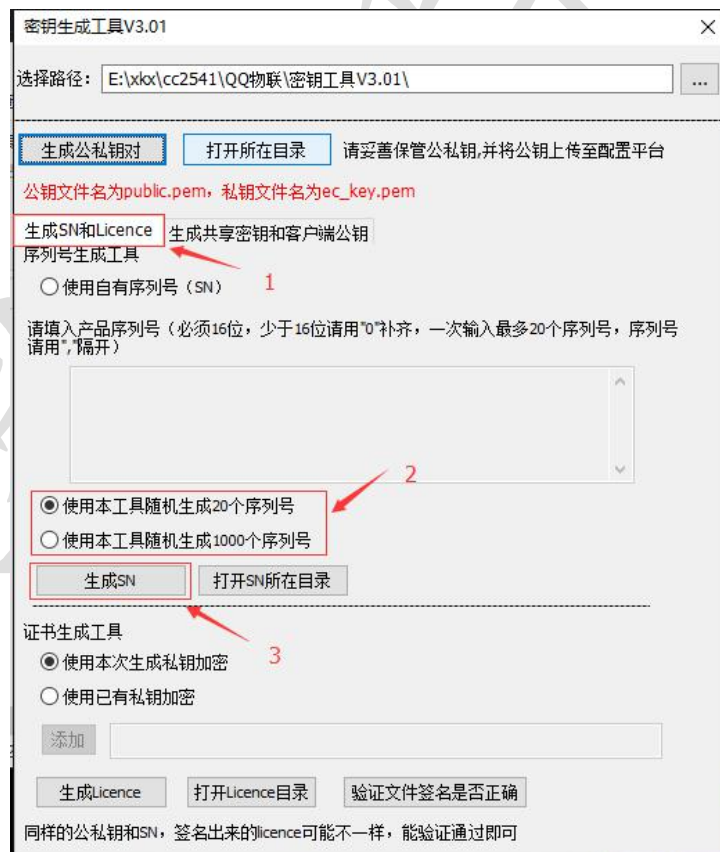 密钥生成工具V3.01
选择路径： E:\xkx\cc2541\QQ物联\密钥工具V3.01\ ...
生成公私钥对 打开所在目录 请妥善保管公私钥,并将公钥上传至配置平台
公钥文件名为public.pem，私钥文件名为ec_key.pem
生成SN和Licence 生成共享密钥和客户端公钥
序列号生成工具
1
使用自有序列号（SN）
请填入产品序列号（必须16位，少于16位请用"0"补齐，一次输入最多20个序列号，序列号
请用","隔开）
2
使用本工具随机生成20个序列号
使用本工具随机生成1000个序列号
生成SN 打开SN所在目录
证书生成工具
3
使用本次生成私钥加密
使用已有私钥加密
添加
生成Licence 打开Licence目录 验证文件签名是否正确
同样的公私钥和SN，签名出来的licence可能不一样，能验证通过即可